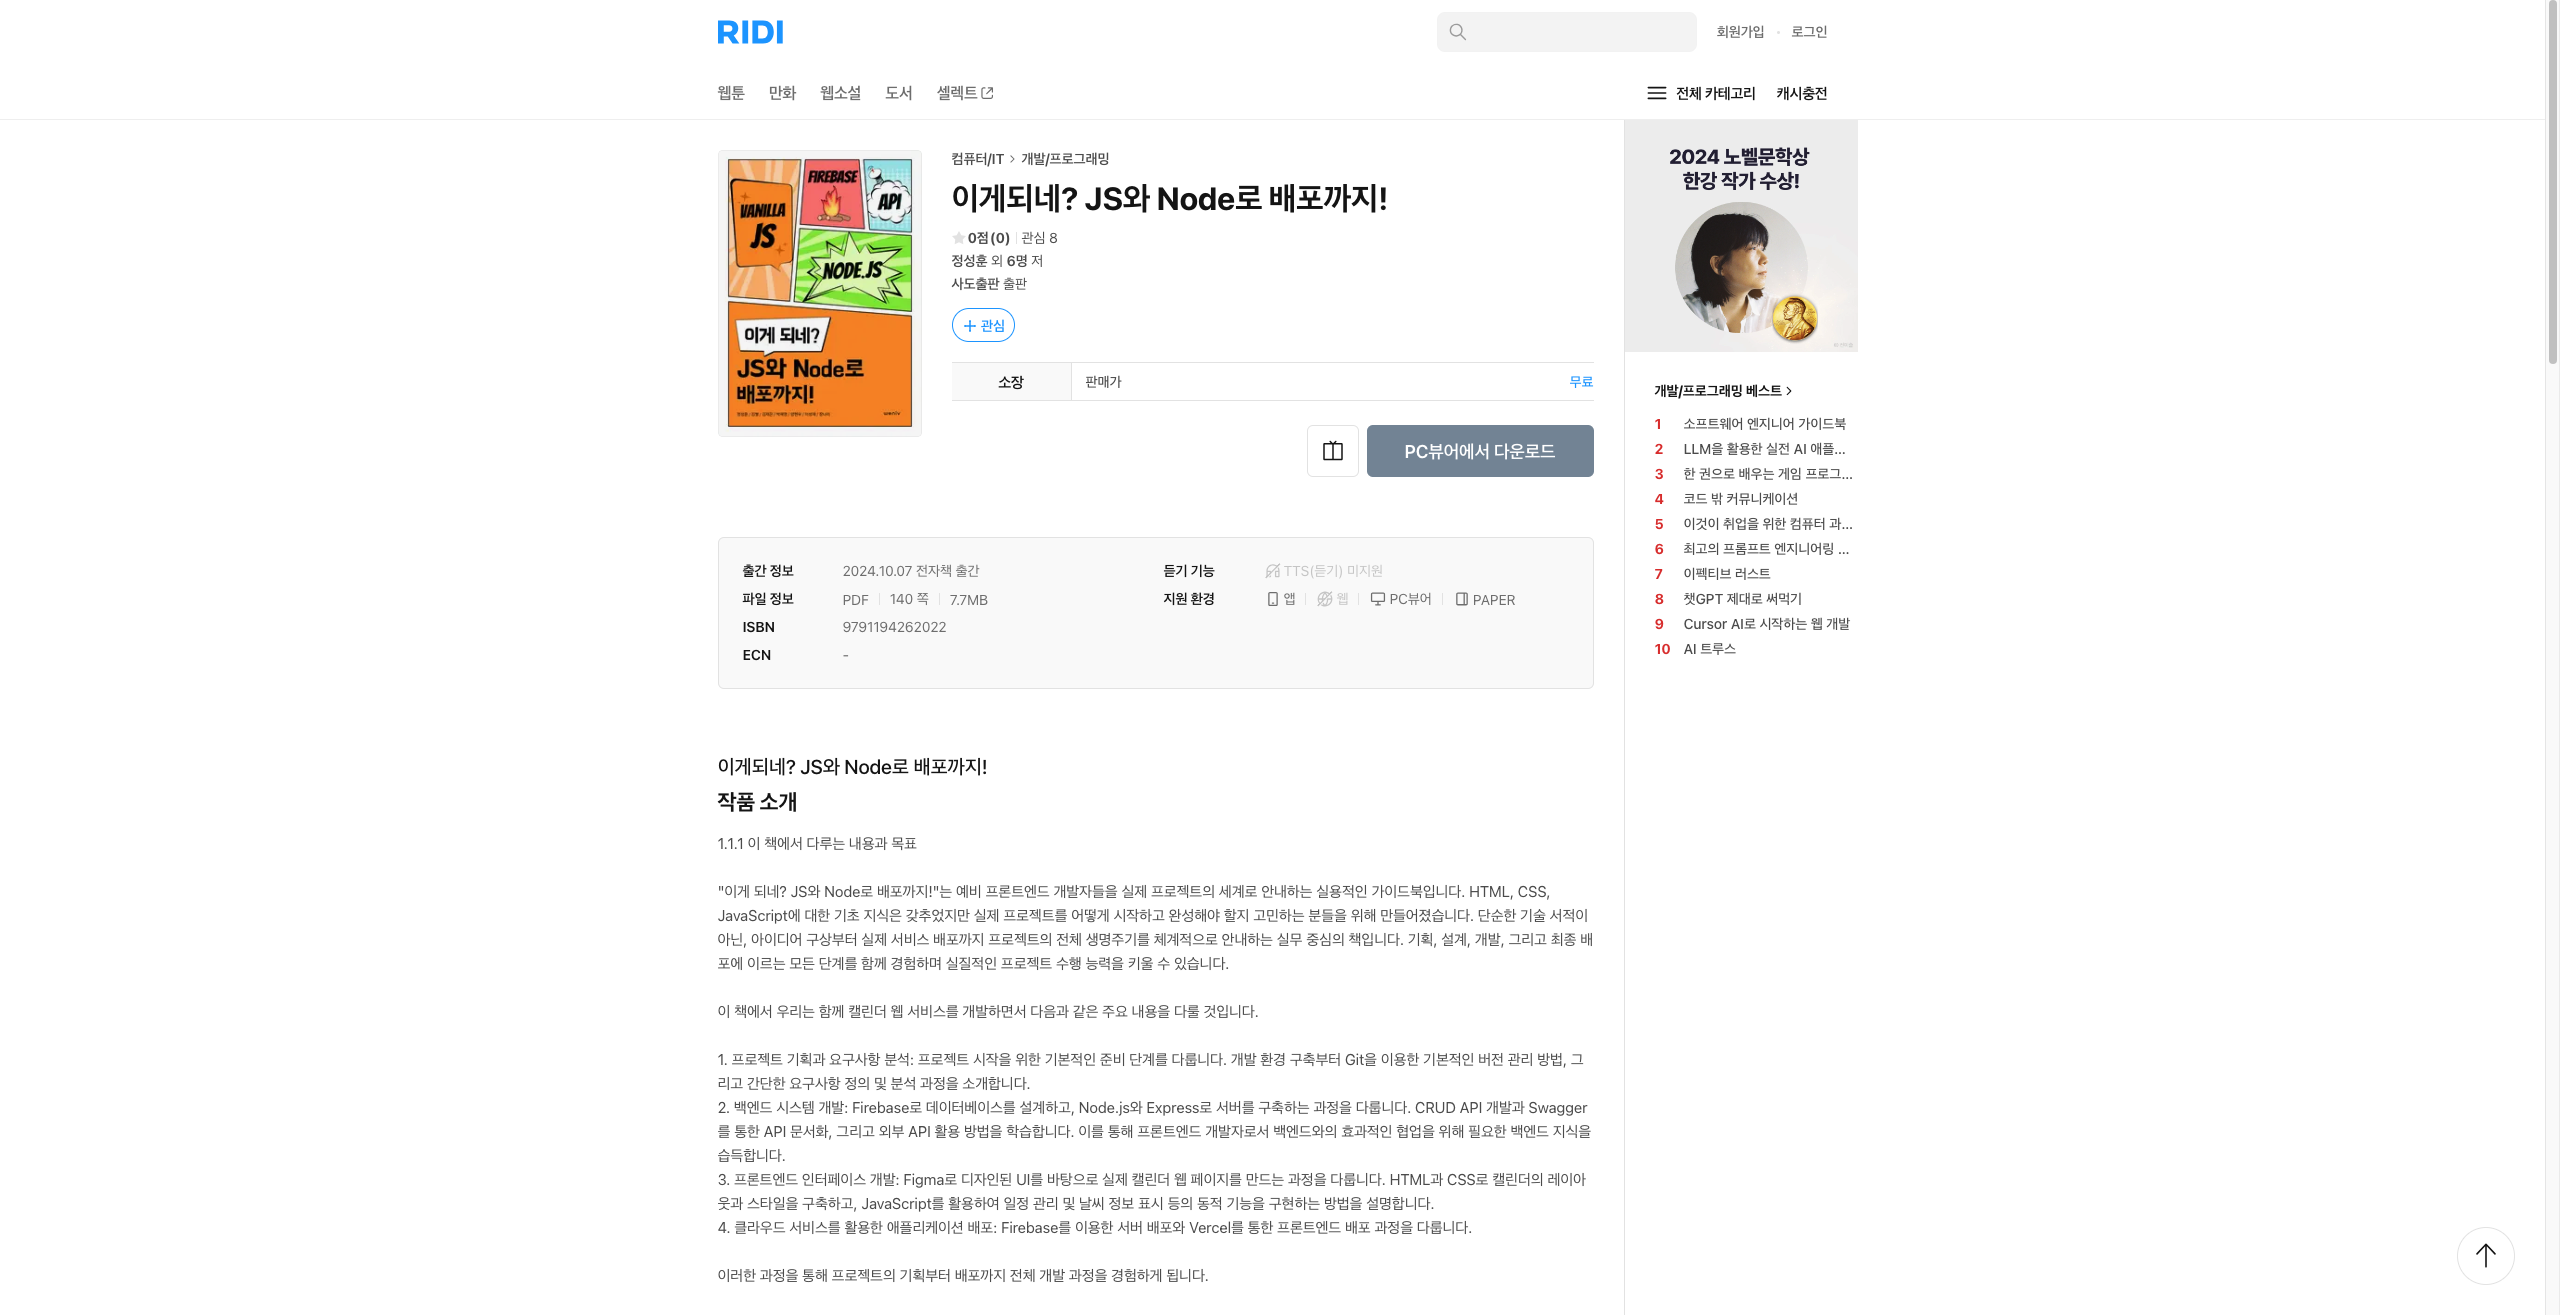 RIDI
회원가입
로그인
웹툰
만화
웹소설
도서
셀렉트
전체 카테고리
캐시충전
VANILLA
JS
FIREBASE
API
NODE.JS
이게 되네?
JS와 Node로
배포까지!
컴퓨터/IT > 개발/프로그래밍
이게되네? JS와 Node로 배포까지!
0점(0)
관심 8
정성훈 외 6명 저
사도출판 출판
+ 관심
소장
판매가
무료
PC뷰어에서 다운로드
2024 노벨문학상
한강 작가 수상!
개발/프로그래밍 베스트 >
1 소프트웨어 엔지니어 가이드북
2 LLM을 활용한 실전 AI 애플...
3 한 권으로 배우는 게임 프로그...
4 코드 밖 커뮤니케이션
5 이것이 취업을 위한 컴퓨터 과...
6 최고의 프롬프트 엔지니어링 ...
7 이펙티브 러스트
8 챗GPT 제대로 써먹기
9 Cursor AI로 시작하는 웹 개발
10 AI 트루스
출간 정보
2024.10.07 전자책 출간
듣기 기능
TTS(듣기) 미지원
파일 정보
PDF
140 쪽
7.7MB
지원 환경
앱
웹
PC뷰어
PAPER
ISBN
9791194262022
ECN
-
이게되네? JS와 Node로 배포까지!
작품 소개
1.1.1 이 책에서 다루는 내용과 목표
"이게 되네? JS와 Node로 배포까지!"는 예비 프론트엔드 개발자들을 실제 프로젝트의 세계로 안내하는 실용적인 가이드북입니다. HTML, CSS,
JavaScript에 대한 기초 지식은 갖추었지만 실제 프로젝트를 어떻게 시작하고 완성해야 할지 고민하는 분들을 위해 만들어졌습니다. 단순한 기술 서적이
아닌, 아이디어 구상부터 실제 서비스 배포까지 프로젝트의 전체 생명주기를 체계적으로 안내하는 실무 중심의 책입니다. 기획, 설계, 개발, 그리고 최종 배
포에 이르는 모든 단계를 함께 경험하며 실질적인 프로젝트 수행 능력을 키울 수 있습니다.
이 책에서 우리는 함께 캘린더 웹 서비스를 개발하면서 다음과 같은 주요 내용을 다룰 것입니다.
1. 프로젝트 기획과 요구사항 분석: 프로젝트 시작을 위한 기본적인 준비 단계를 다룹니다. 개발 환경 구축부터 Git을 이용한 기본적인 버전 관리 방법, 그
리고 간단한 요구사항 정의 및 분석 과정을 소개합니다.
2. 백엔드 시스템 개발: Firebase로 데이터베이스를 설계하고, Node.js와 Express로 서버를 구축하는 과정을 다룹니다. CRUD API 개발과 Swagger
를 통한 API 문서화, 그리고 외부 API 활용 방법을 학습합니다. 이를 통해 프론트엔드 개발자로서 백엔드와의 효과적인 협업을 위해 필요한 백엔드 지식을
습득합니다.
3. 프론트엔드 인터페이스 개발: Figma로 디자인된 UI를 바탕으로 실제 캘린더 웹 페이지를 만드는 과정을 다룹니다. HTML과 CSS로 캘린더의 레이아
웃과 스타일을 구축하고, JavaScript를 활용하여 일정 관리 및 날씨 정보 표시 등의 동적 기능을 구현하는 방법을 설명합니다.
4. 클라우드 서비스를 활용한 애플리케이션 배포: Firebase를 이용한 서버 배포와 Vercel를 통한 프론트엔드 배포 과정을 다룹니다.
이러한 과정을 통해 프로젝트의 기획부터 배포까지 전체 개발 과정을 경험하게 됩니다.